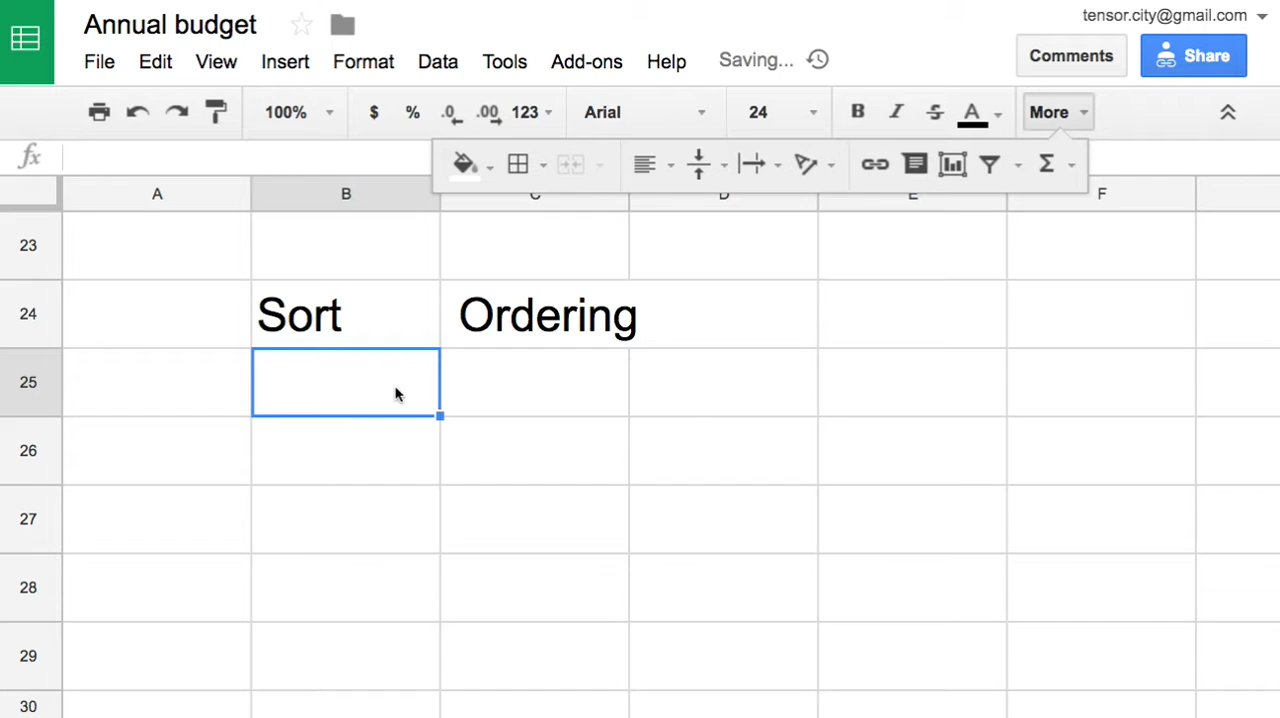 Annual budget
tensor.city@gmail.com
File Edit View Insert Format Data Tools Add-ons Help Saving...
Comments Share
100% $ % .0 .00 123 Arial 24 B I S A More
fx
Σ
A B C D E F
23
24 Sort Ordering
25
26
27
28
29
30